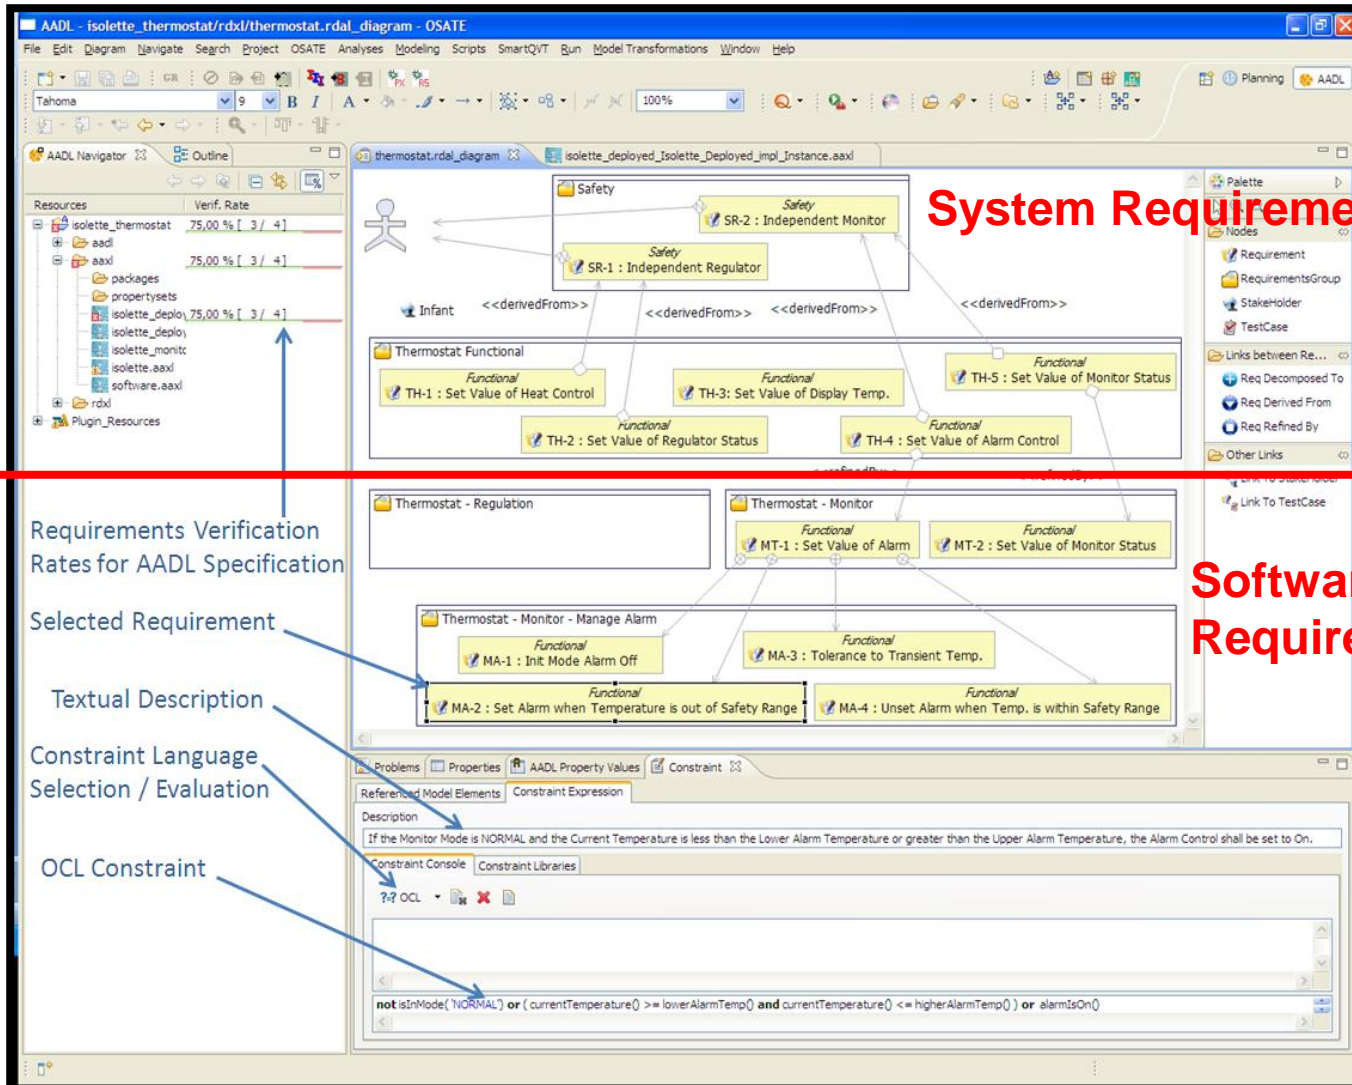 AADL - isolette_thermostat/rdxl/thermostat.rdal_diagram - OSATE
File Edit Diagram Navigate Search Project OSATE Analyses Modeling Scripts SmartQVT Run Model Transformations Window Help
GR
PX RS
Planning AADL
Tahoma 9 B I A 100%
AADL Navigator Outline
thermostat.rdal_diagram isolette_deployed_Isolette_Deployed_impl_Instance.aaxl
Resources Verif. Rate
isolette_thermostat 75,00 % [ 3 / 4]
aadl
aaxl 75,00 % [ 3 / 4]
packages
propertysets
isolette_deploy 75,00 % [ 3 / 4]
isolette_deploy
isolette_monitc
isolette.aaxl
software.aaxl
rdxl
Plugin_Resources
Safety
Safety
SR-2 : Independent Monitor
Safety
SR-1 : Independent Regulator
System Requireme
Infant
<<derivedFrom>>
<<derivedFrom>>
<<derivedFrom>>
<<derivedFrom>>
Thermostat Functional
Functional
TH-1 : Set Value of Heat Control
Functional
TH-3: Set Value of Display Temp.
Functional
TH-5 : Set Value of Monitor Status
Functional
TH-2 : Set Value of Regulator Status
Functional
TH-4 : Set Value of Alarm Control
Palette
Nodes
Requirement
RequirementsGroup
StakeHolder
TestCase
Links between Re...
Req Decomposed To
Req Derived From
Req Refined By
Other Links
Link To Stakeholder
Link To TestCase
<<refinedBy>>
<<refinedBy>>
Thermostat - Regulation
Thermostat - Monitor
Functional
MT-1 : Set Value of Alarm
Functional
MT-2 : Set Value of Monitor Status
Softwar
Require
Thermostat - Monitor - Manage Alarm
Functional
MA-1 : Init Mode Alarm Off
Functional
MA-3 : Tolerance to Transient Temp.
Functional
MA-2 : Set Alarm when Temperature is out of Safety Range
Functional
MA-4 : Unset Alarm when Temp. is within Safety Range
Requirements Verification
Rates for AADL Specification
Selected Requirement
Textual Description
Constraint Language
Selection / Evaluation
OCL Constraint
Problems Properties AADL Property Values Constraint
Referenced Model Elements Constraint Expression
Description
If the Monitor Mode is NORMAL and the Current Temperature is less than the Lower Alarm Temperature or greater than the Upper Alarm Temperature, the Alarm Control shall be set to On.
Constraint Console Constraint Libraries
?=? OCL
not isInMode( 'NORMAL') or ( currentTemperature() >= lowerAlarmTemp() and currentTemperature() <= higherAlarmTemp() ) or alarmIsOn()